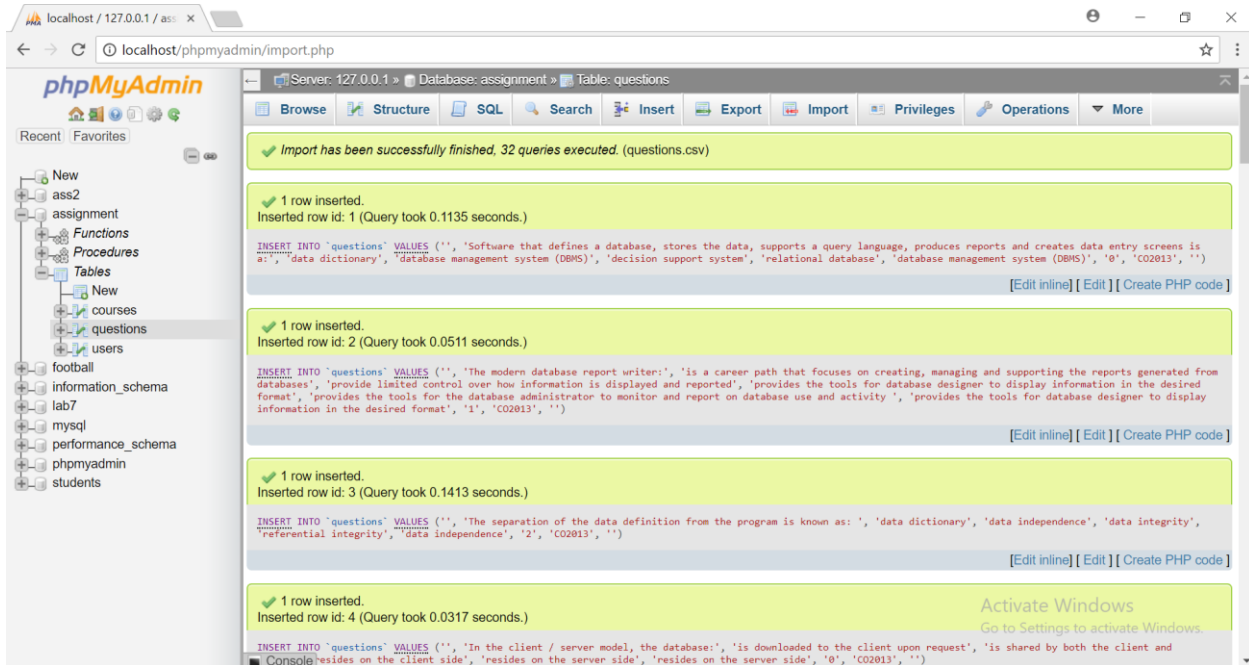 localhost / 127.0.0.1 / ass
localhost/phpmyadmin/import.php
phpMyAdmin
Recent Favorites
New
ass2
assignment
Functions
Procedures
Tables
New
courses
questions
users
football
information_schema
lab7
mysql
performance_schema
phpmyadmin
students
Server: 127.0.0.1 » Database: assignment » Table: questions
Browse Structure SQL Search Insert Export Import Privileges Operations More
Import has been successfully finished, 32 queries executed. (questions.csv)
1 row inserted.
Inserted row id: 1 (Query took 0.1135 seconds.)
INSERT INTO `questions` VALUES ('', 'Software that defines a database, stores the data, supports a query language, produces reports and creates data entry screens is
a:', 'data dictionary', 'database management system (DBMS)', 'decision support system', 'relational database', 'database management system (DBMS)', '0', 'CO2013', '')
[Edit inline] [ Edit ] [ Create PHP code ]
1 row inserted.
Inserted row id: 2 (Query took 0.0511 seconds.)
INSERT INTO `questions` VALUES ('', 'The modern database report writer:', 'is a career path that focuses on creating, managing and supporting the reports generated from
databases', 'provide limited control over how information is displayed and reported', 'provides the tools for database designer to display information in the desired
format', 'provides the tools for the database administrator to monitor and report on database use and activity ', 'provides the tools for database designer to display
information in the desired format', '1', 'CO2013', '')
[Edit inline] [ Edit ] [ Create PHP code ]
1 row inserted.
Inserted row id: 3 (Query took 0.1413 seconds.)
INSERT INTO `questions` VALUES ('', 'The separation of the data definition from the program is known as: ', 'data dictionary', 'data independence', 'data integrity',
'referential integrity', 'data independence', '2', 'CO2013', '')
[Edit inline] [ Edit ] [ Create PHP code ]
1 row inserted.
Inserted row id: 4 (Query took 0.0317 seconds.)
INSERT INTO `questions` VALUES ('', 'In the client / server model, the database:', 'is downloaded to the client upon request', 'is shared by both the client and
resides on the client side', 'resides on the server side', 'resides on the server side', '0', 'CO2013', '')
Console
Activate Windows
Go to Settings to activate Windows.